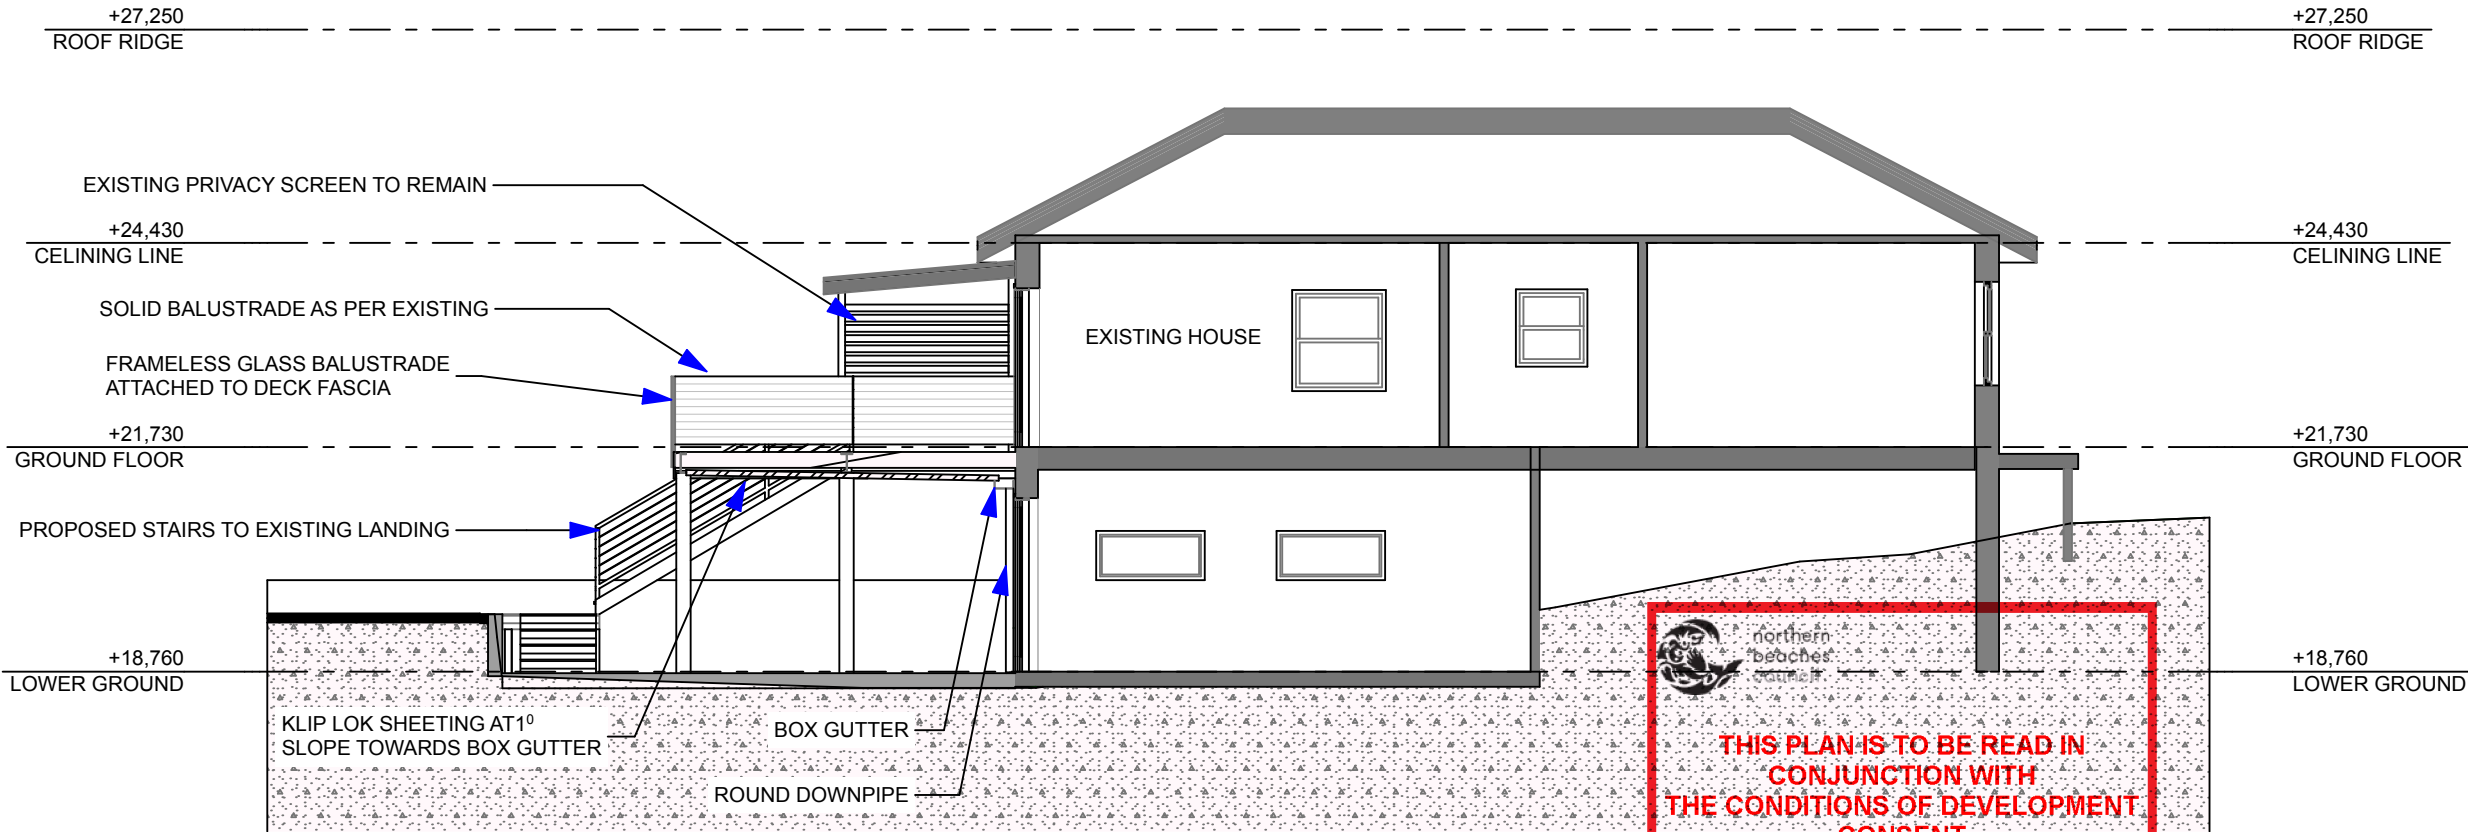 +27,250
ROOF RIDGE
+27,250
ROOF RIDGE
EXISTING PRIVACY SCREEN TO REMAIN
+24,430
CELINING LINE
+24,430
CELINING LINE
SOLID BALUSTRADE AS PER EXISTING
EXISTING HOUSE
FRAMELESS GLASS BALUSTRADE
ATTACHED TO DECK FASCIA
+21,730
GROUND FLOOR
+21,730
GROUND FLOOR
PROPOSED STAIRS TO EXISTING LANDING
+18,760
LOWER GROUND
+18,760
LOWER GROUND
KLIP LOK SHEETING AT1⁰
SLOPE TOWARDS BOX GUTTER
BOX GUTTER
ROUND DOWNPIPE
northern
beaches
council
THIS PLAN IS TO BE READ IN
CONJUNCTION WITH
THE CONDITIONS OF DEVELOPMENT
CONSENT